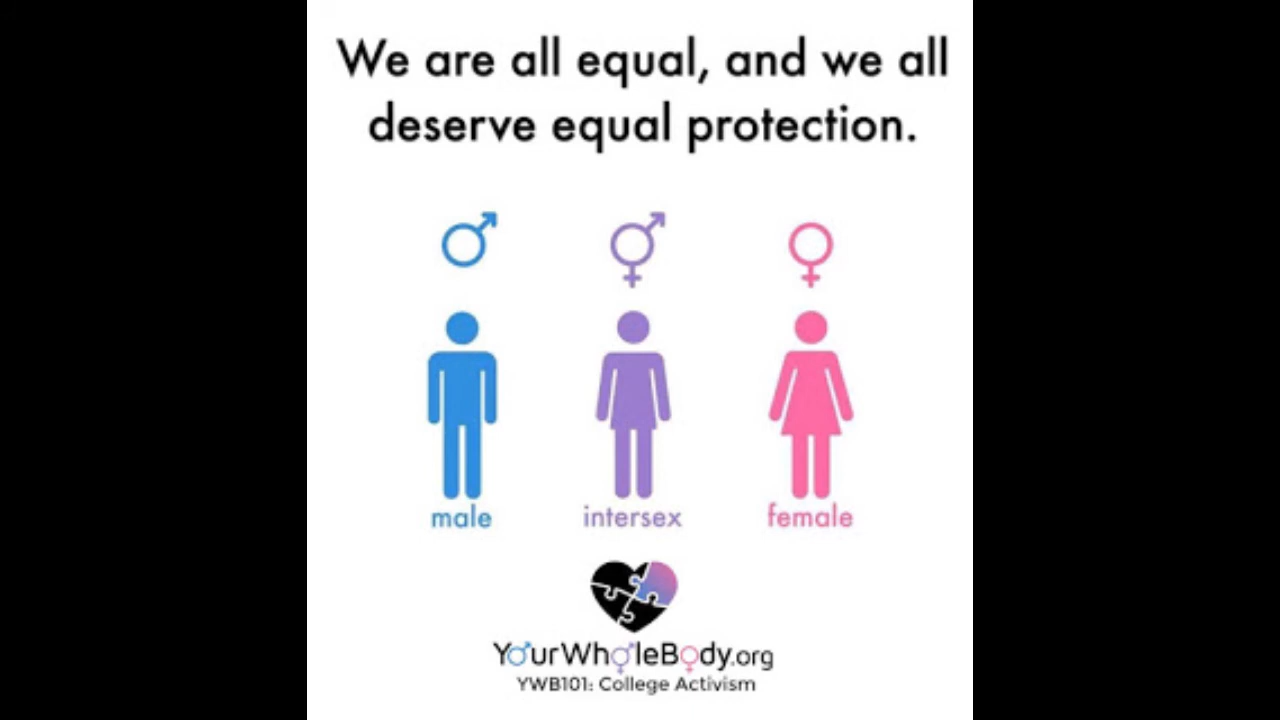 We are all equal, and we all
deserve equal protection.
male intersex female
YourWholeBody.org
YWB101: College Activism